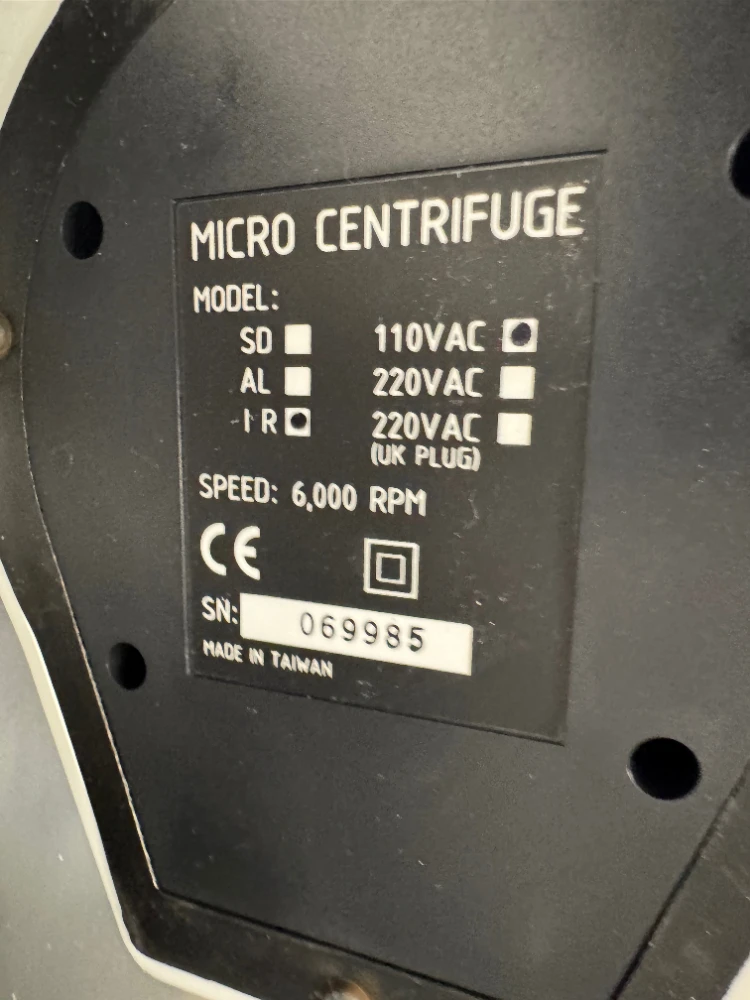 MICRO CENTRIFUGE
MODEL:
SD 110VAC
AL 220VAC
IR 220VAC
(UK PLUG)
SPEED: 6,000 RPM
CE
SN: 069985
MADE IN TAIWAN